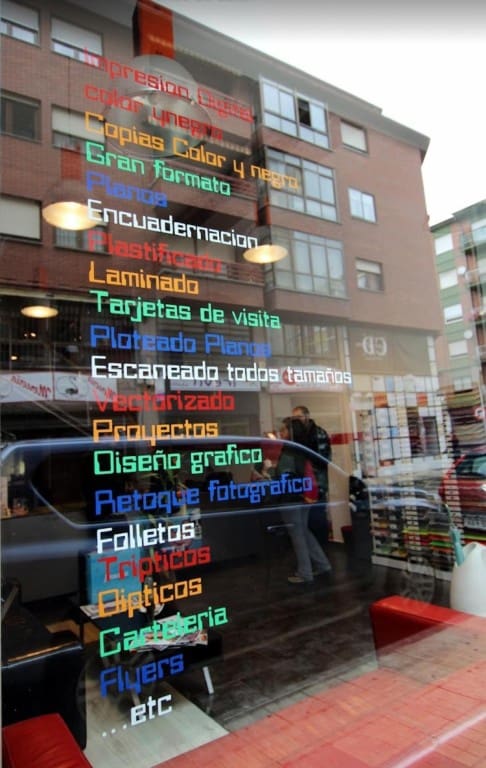 Impresion Digital
color ynegro
Copias Color y negro
Gran formato
Planos
Encuadernacion
Plastificado
Laminado
Tarjetas de visita
Ploteado Planos
Escaneado todos tamaños
Vectorizado
Proyectos
Diseño grafico
Retoque fotografico
Folletos
Tripticos
Dipticos
Carteleria
Flyers
...etc